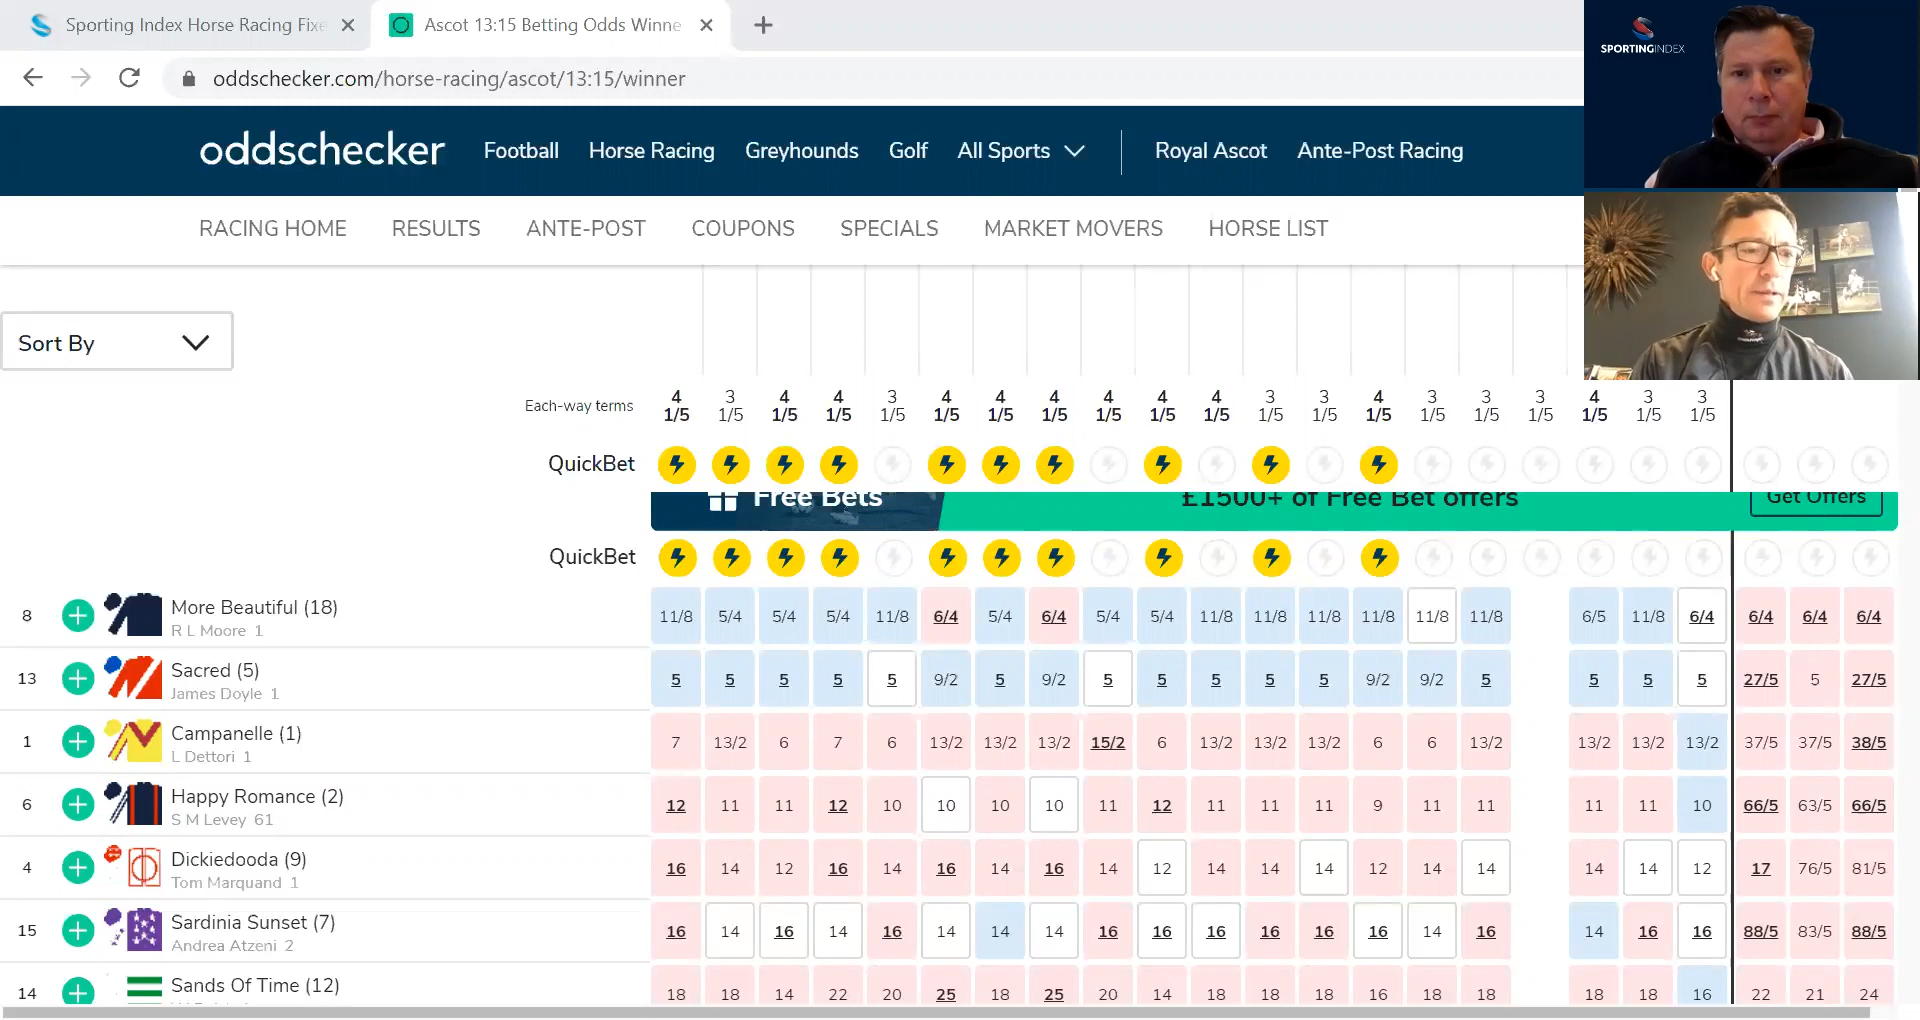 Sporting Index Horse Racing Fixt
Ascot 13:15 Betting Odds Winne
oddschecker.com/horse-racing/ascot/13:15/winner
SPORTINGINDEX
oddschecker Football Horse Racing Greyhounds Golf All Sports Royal Ascot Ante-Post Racing
RACING HOME RESULTS ANTE-POST COUPONS SPECIALS MARKET MOVERS HORSE LIST
Sort By
Each-way terms 4 3 4 4 3 4 4 4 4 4 4 3 3 4 3 3 3 4 3 3
1/5 1/5 1/5 1/5 1/5 1/5 1/5 1/5 1/5 1/5 1/5 1/5 1/5 1/5 1/5 1/5 1/5 1/5 1/5 1/5
QuickBet
Free Bets £1500+ of Free Bet offers Get Offers
QuickBet
8 More Beautiful (18) 11/8 5/4 5/4 5/4 11/8 6/4 5/4 6/4 5/4 5/4 11/8 11/8 11/8 11/8 11/8 11/8 6/5 11/8 6/4 6/4 6/4 6/4
R L Moore 1
13 Sacred (5) 5 5 5 5 5 9/2 5 9/2 5 5 5 5 5 9/2 9/2 5 5 5 5 27/5 5 27/5
James Doyle 1
1 Campanelle (1) 7 13/2 6 7 6 13/2 13/2 13/2 15/2 6 13/2 13/2 13/2 6 6 13/2 13/2 13/2 13/2 37/5 37/5 38/5
L Dettori 1
6 Happy Romance (2) 12 11 11 12 10 10 10 10 11 12 11 11 11 9 11 11 11 11 10 66/5 63/5 66/5
S M Levey 61
4 Dickiedooda (9) 16 14 12 16 14 16 14 16 14 12 14 14 14 12 14 14 14 14 12 17 76/5 81/5
Tom Marquand 1
15 Sardinia Sunset (7) 16 14 16 14 16 14 14 14 16 16 16 16 16 16 14 16 14 16 16 88/5 83/5 88/5
Andrea Atzeni 2
14 Sands Of Time (12) 18 18 14 22 20 25 18 25 20 14 18 18 18 16 18 18 18 18 16 22 21 24